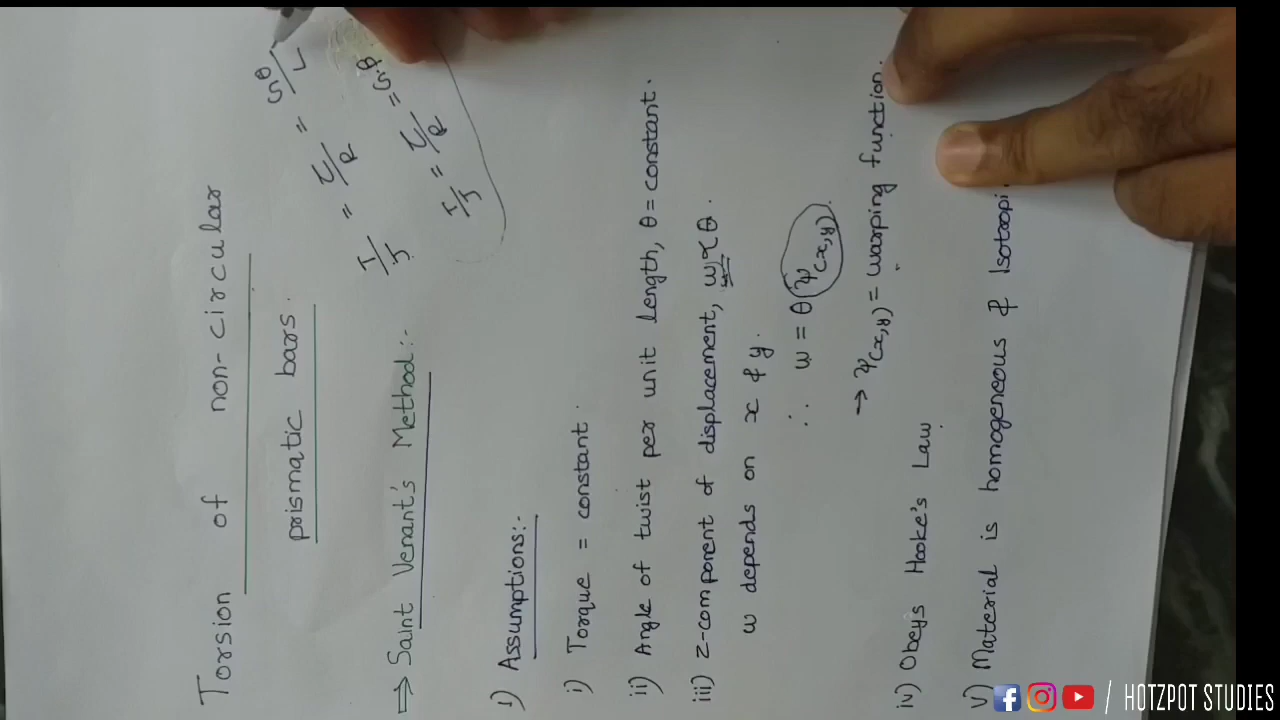 Torsion of non-circular
prismatic bars.
T/J = τ/R = Gθ/L
T/J = τ/R = G.θ
⇒ Saint Venant's Method:-
1) Assumptions:-
i) Torque = constant.
ii) Angle of twist per unit length, θ = constant.
iii) Z-component of displacement, w ∝ θ.
w depends on x & y.
∴ w = θ ψ(x,y).
→ ψ(x,y) = warping function.
iv) Obeys Hooke's Law.
v) Material is homogeneous &
/ HOTZPOT STUDIES